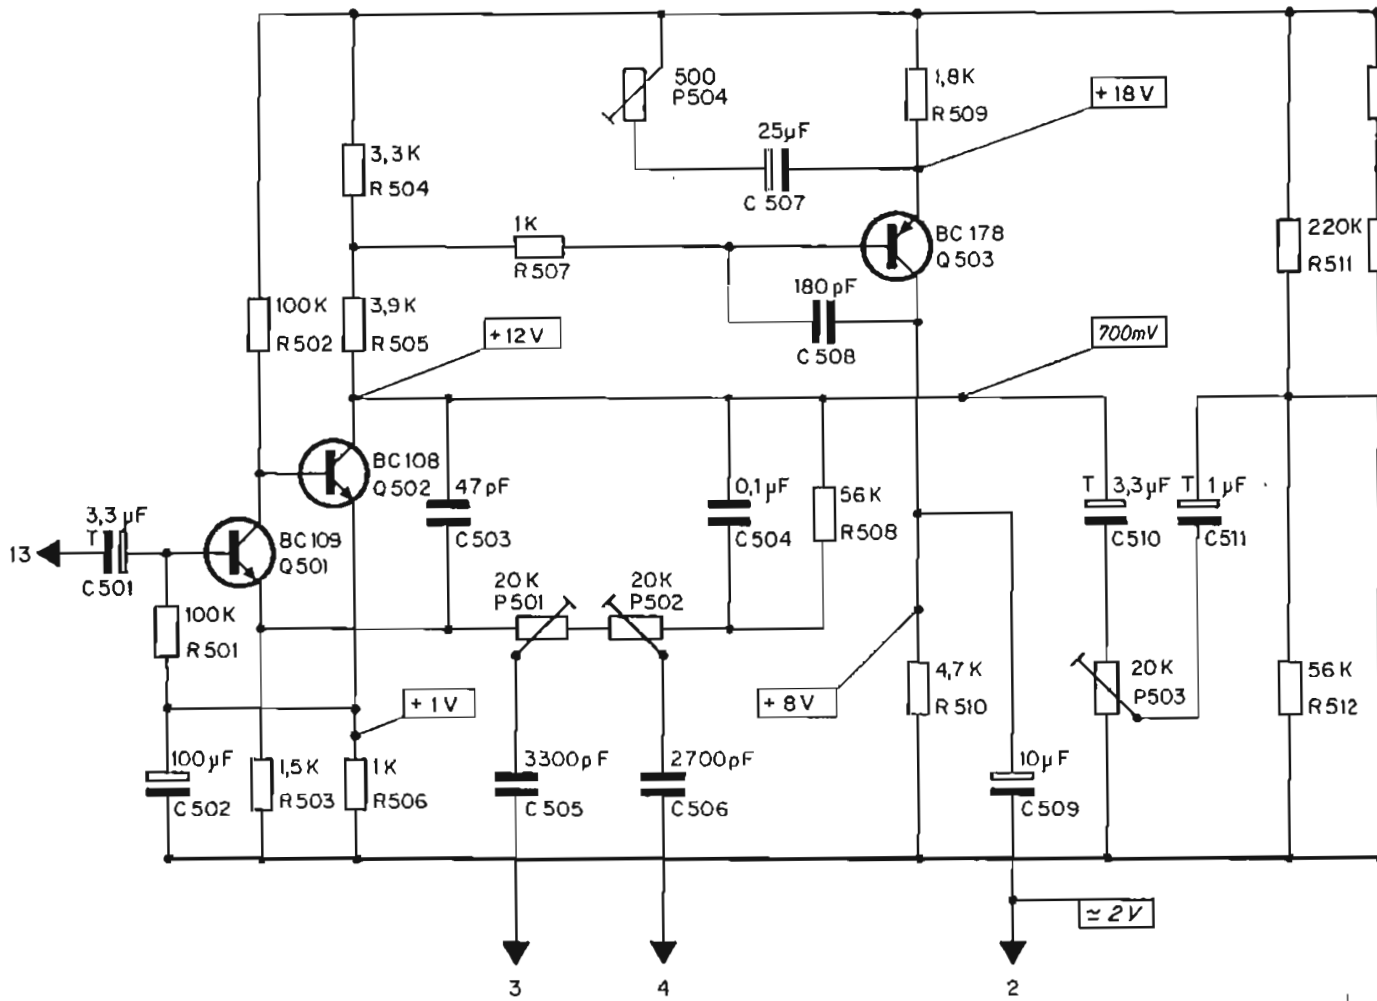 500
P504
1,8K
R509
+18V
25µF
C 507
3,3K
R504
1K
R507
BC178
Q503
220K
R511
100K
R502
3,9K
R505
+12V
180pF
C508
700mV
BC108
Q502
47pF
C503
0,1µF
C504
56K
R508
T 3,3µF
C510
T 1µF
C511
3,3µF
T
13
C501
BC109
Q501
20K
P501
20K
P502
100K
R501
4,7K
R510
20K
P503
56K
R512
+1V
+8V
100µF
C502
1,5K
R503
1K
R506
3300pF
C505
2700pF
C506
10µF
C509
≃2V
3
4
2